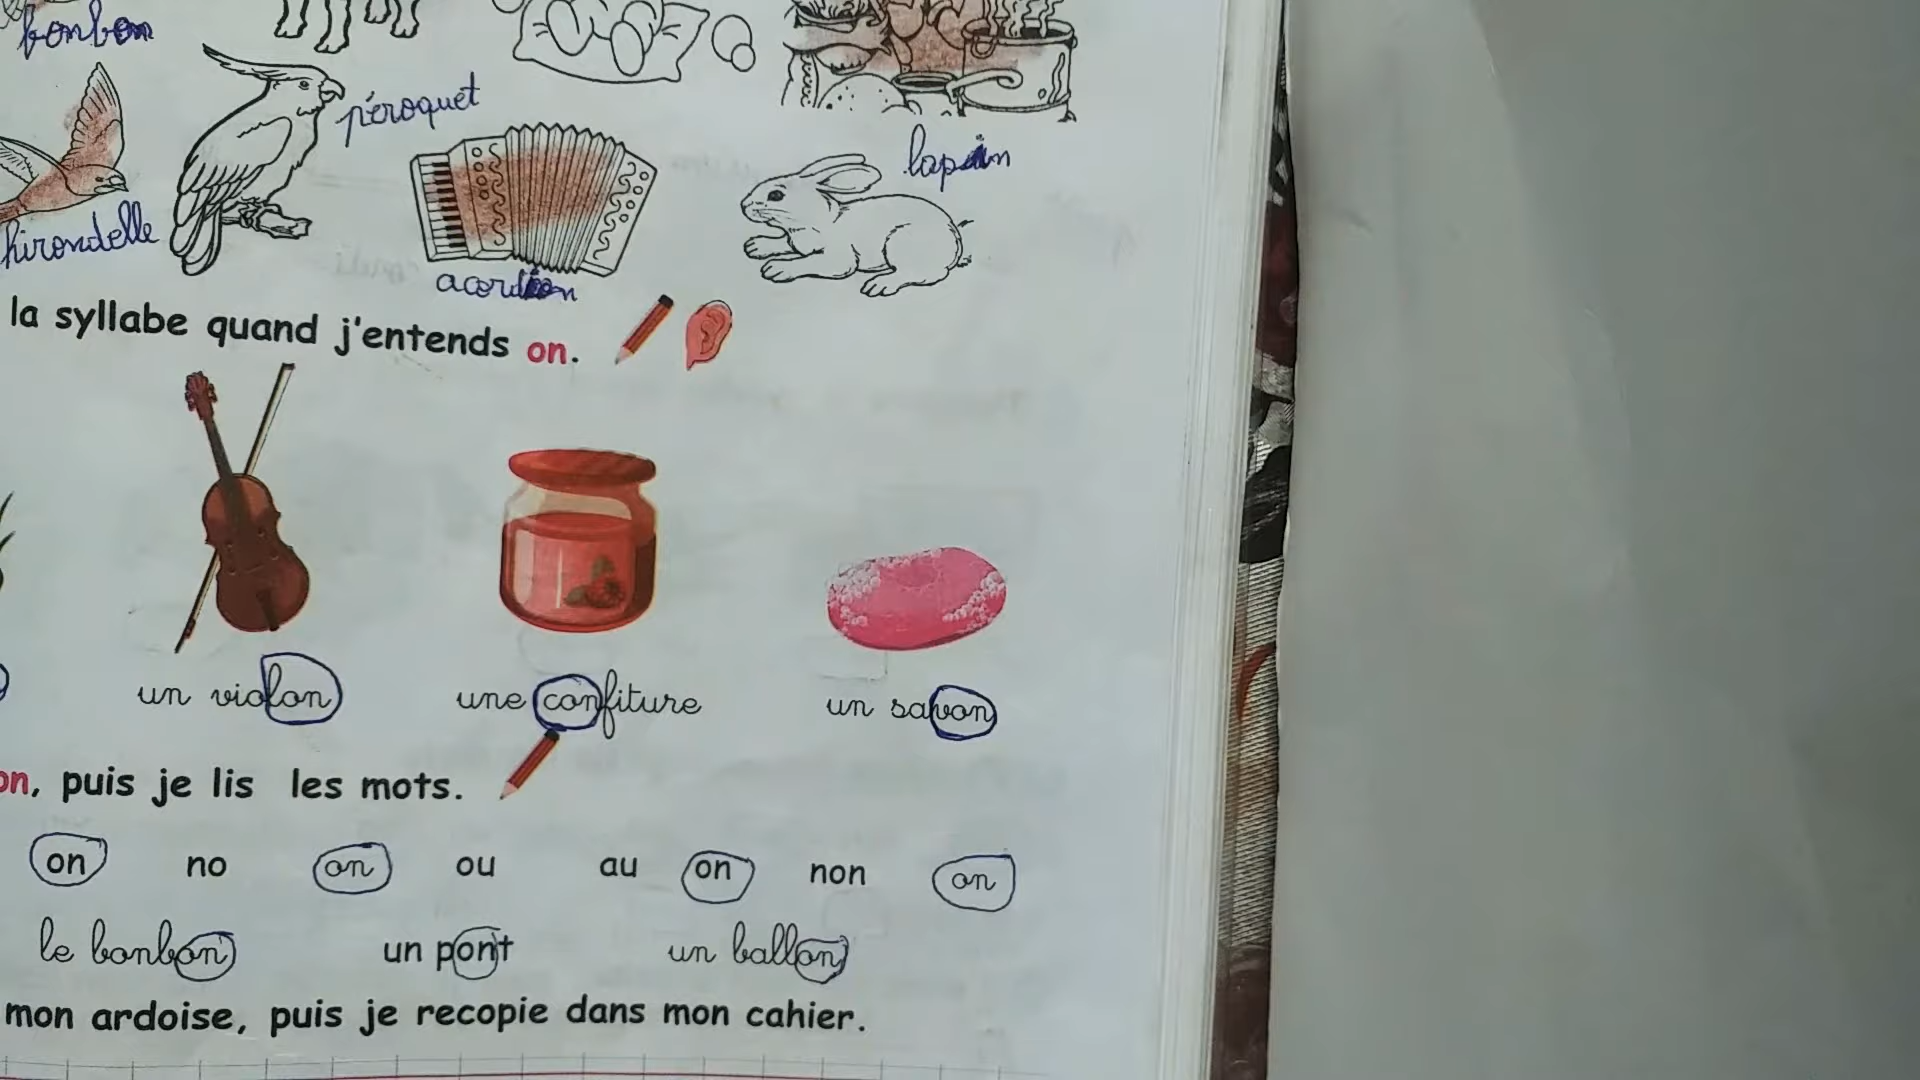 bonbon
péroquet
lapin
hirondelle
acordion
la syllabe quand j'entends on.
un violon une confiture un savon
on, puis je lis les mots.
on no on ou au on non on
le bonbon un pont un ballon
mon ardoise, puis je recopie dans mon cahier.